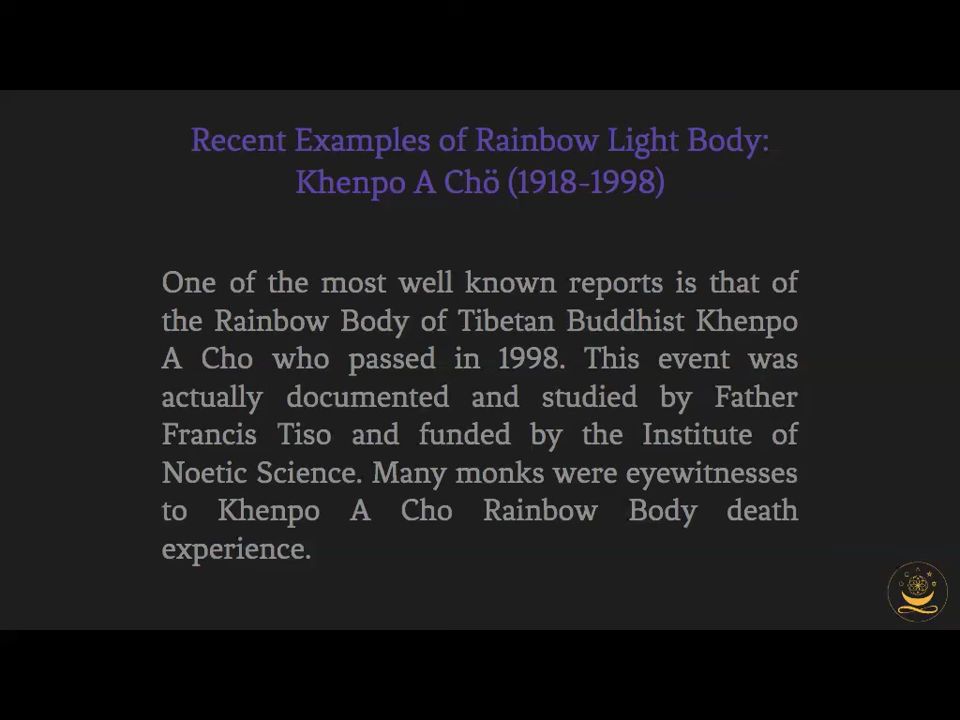 Recent Examples of Rainbow Light Body:
Khenpo A Chö (1918-1998)
One of the most well known reports is that of
the Rainbow Body of Tibetan Buddhist Khenpo
A Cho who passed in 1998. This event was
actually documented and studied by Father
Francis Tiso and funded by the Institute of
Noetic Science. Many monks were eyewitnesses
to Khenpo A Cho Rainbow Body death
experience.